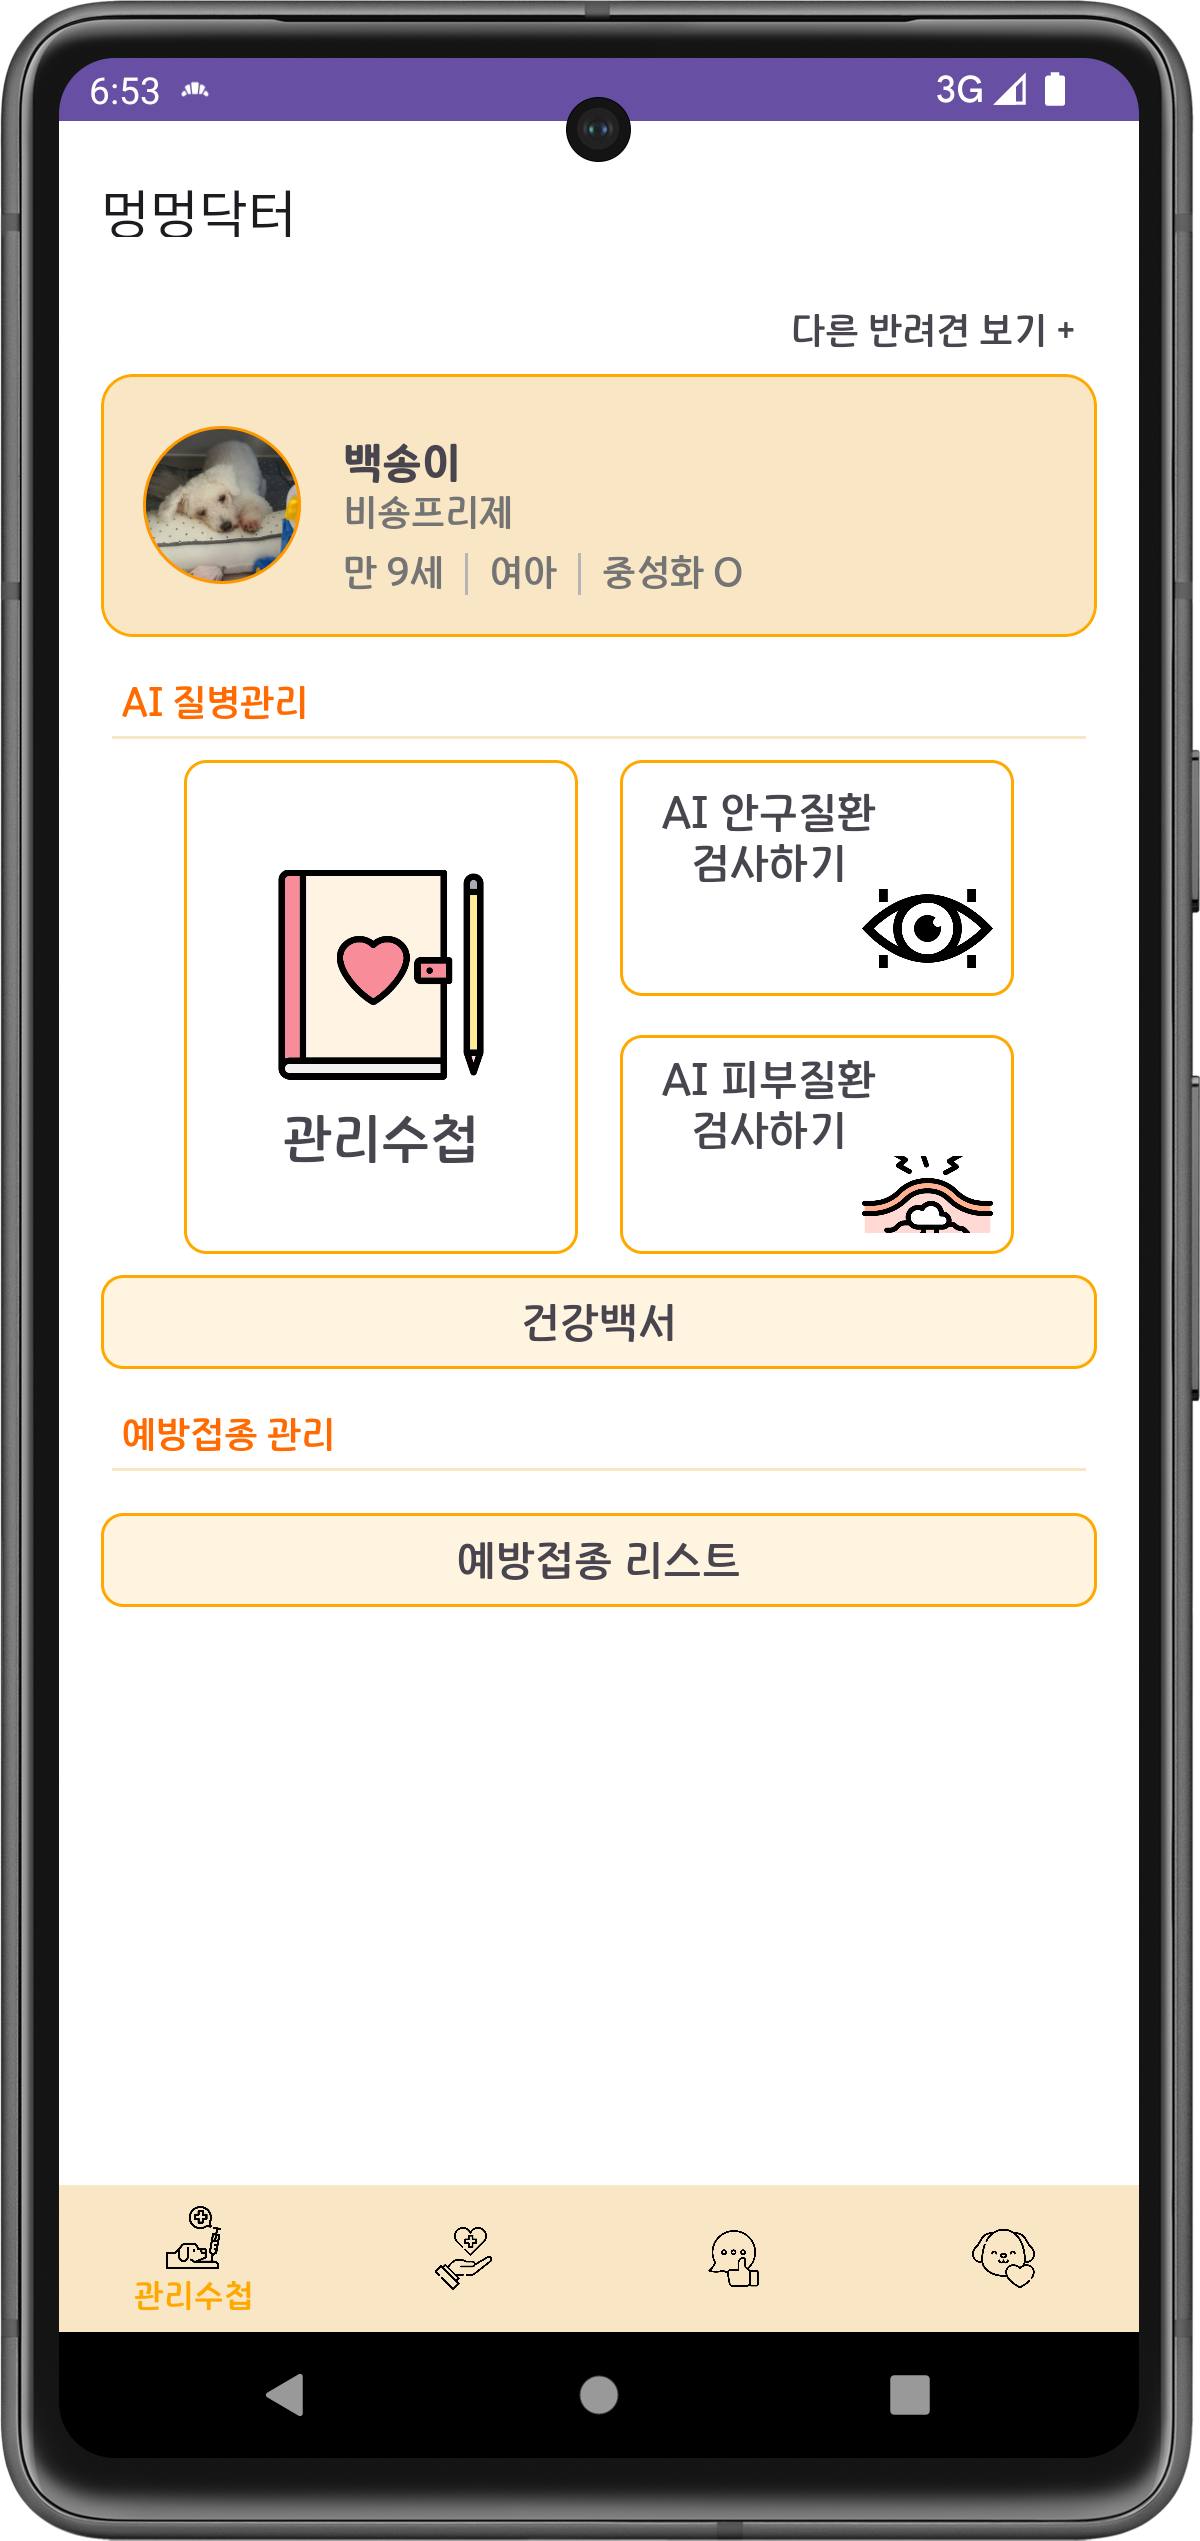 6:53
3G
멍멍닥터
다른 반려견 보기 +
백송이
비숑프리제
만 9세 | 여아 | 중성화 O
AI 질병관리
관리수첩
AI 안구질환
검사하기
AI 피부질환
검사하기
건강백서
예방접종 관리
예방접종 리스트
관리수첩